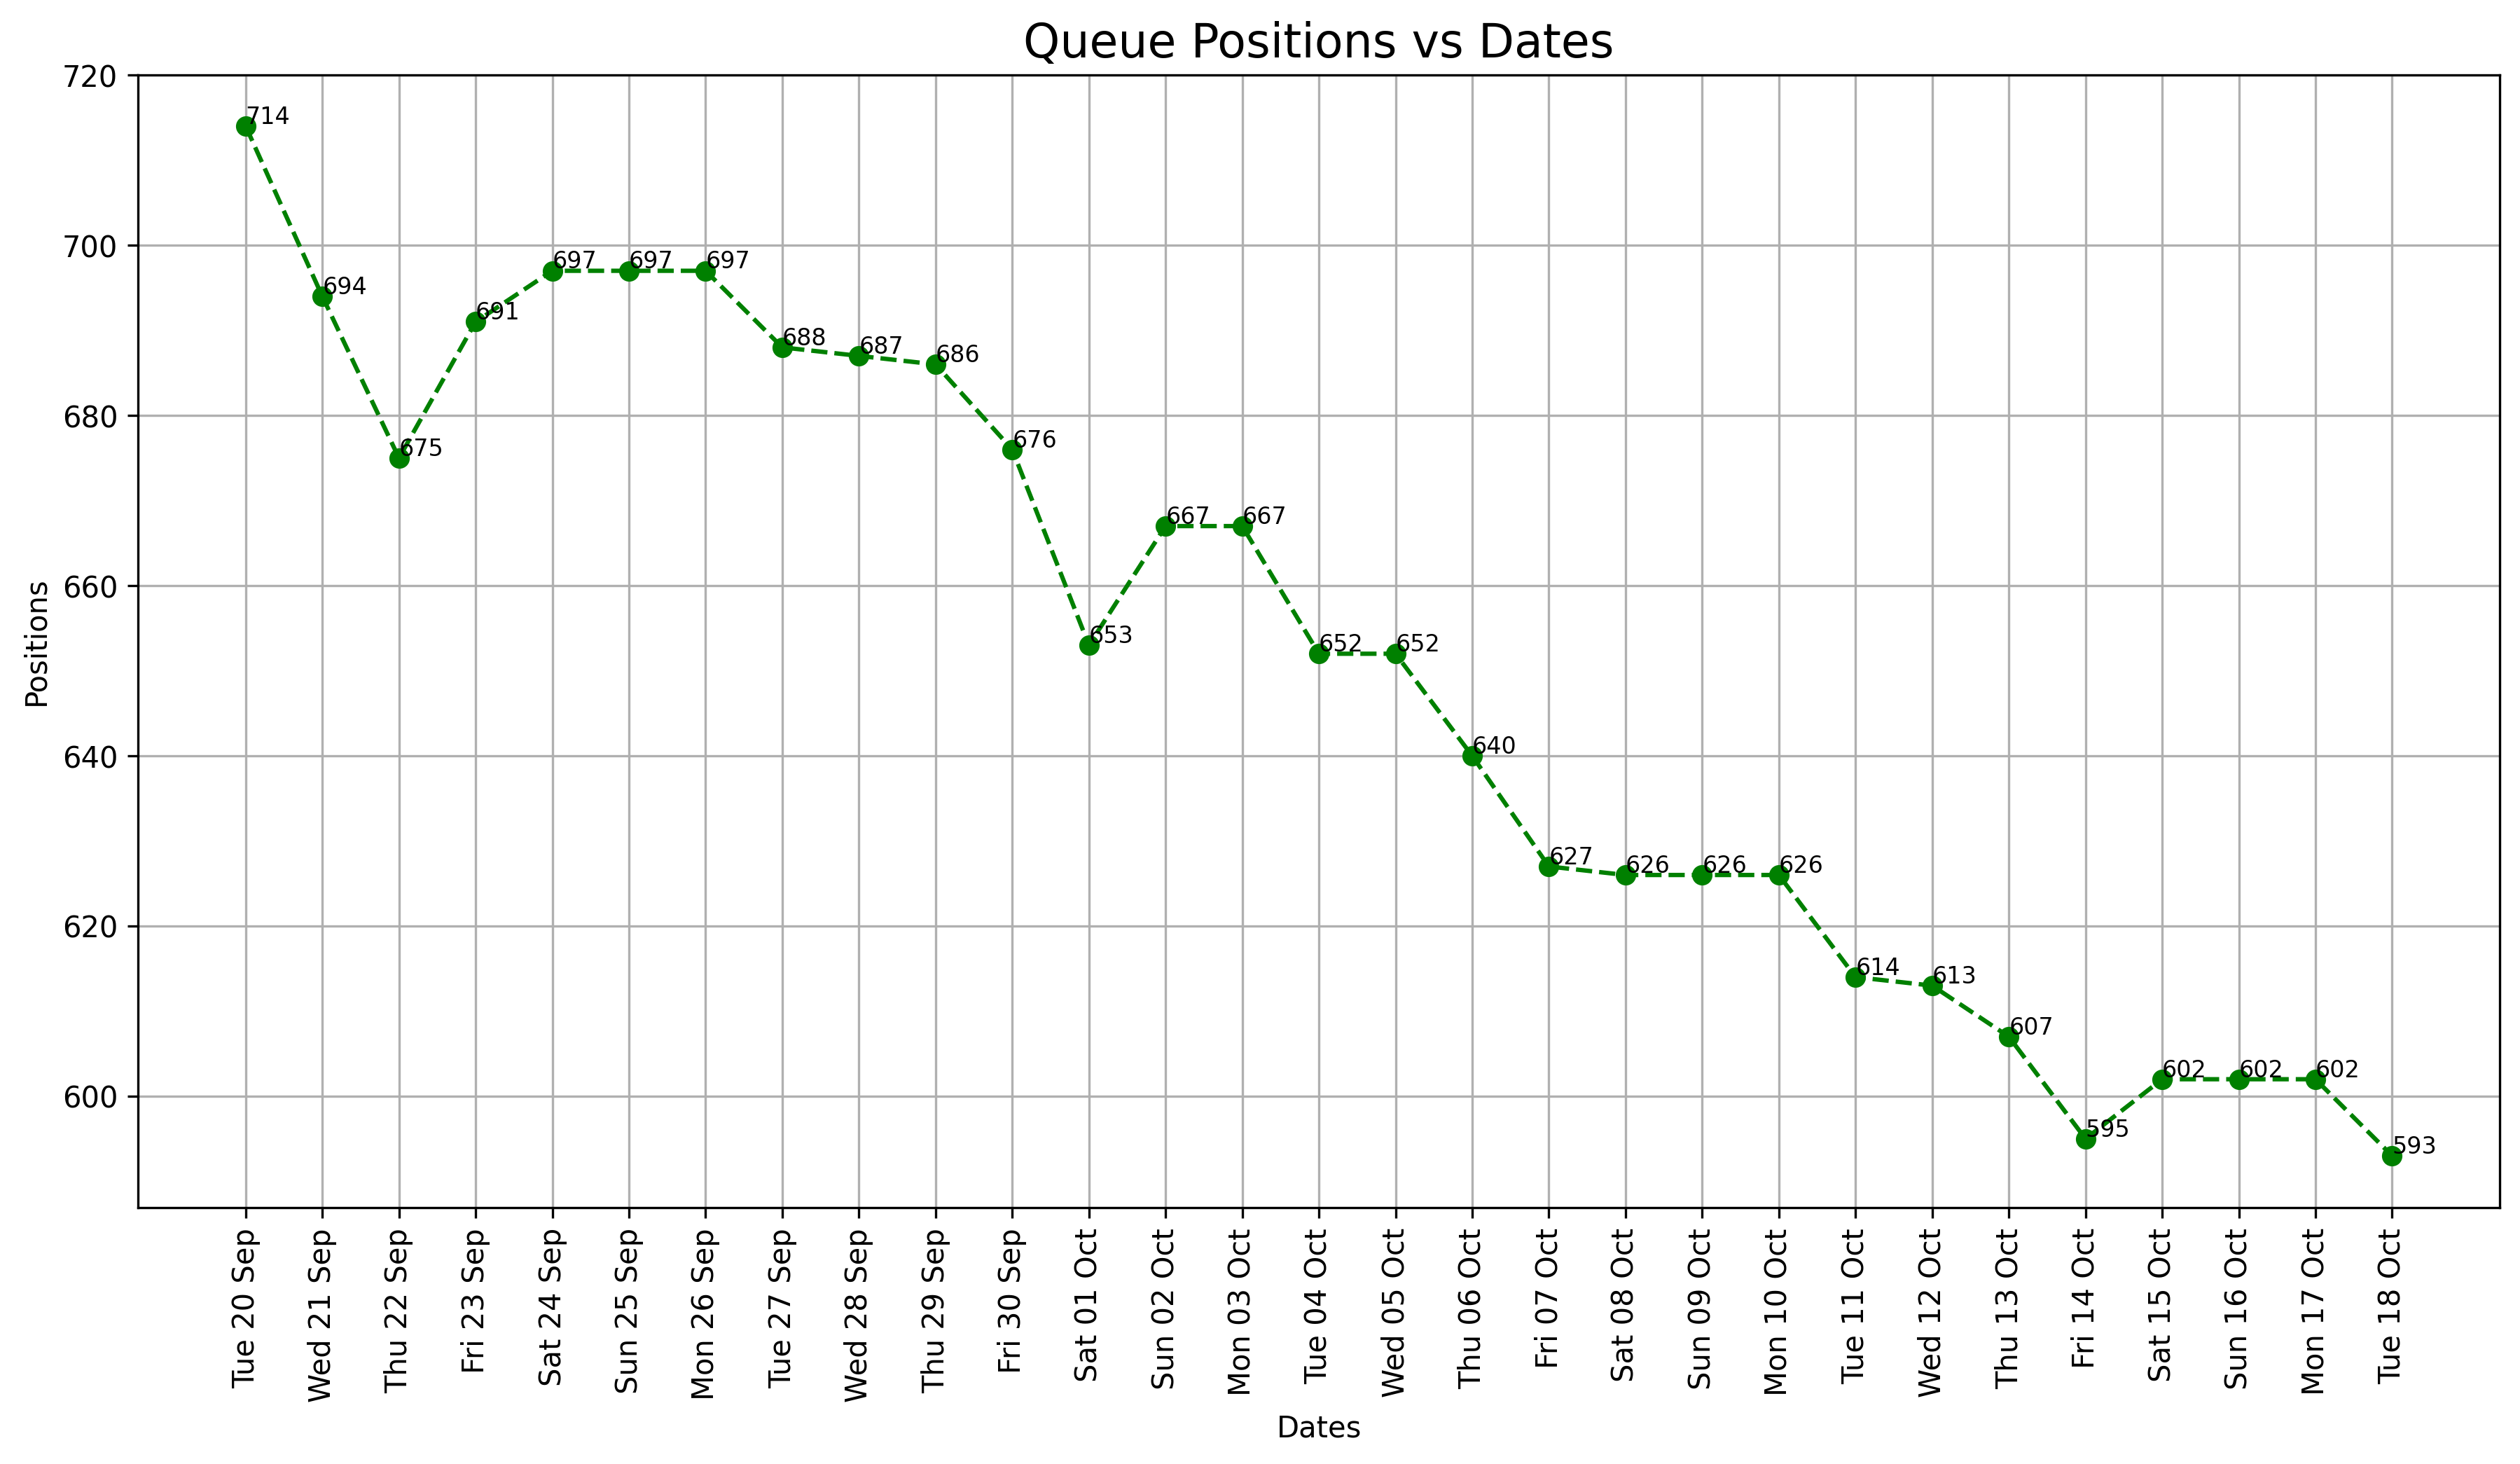 Queue Positions vs Dates
720
700
680
660
640
620
600
Positions
714
694
675
691
697
697
697
688
687
686
676
653
667
667
652
652
640
627
626
626
626
614
613
607
595
602
602
602
593
Tue 20 Sep
Wed 21 Sep
Thu 22 Sep
Fri 23 Sep
Sat 24 Sep
Sun 25 Sep
Mon 26 Sep
Tue 27 Sep
Wed 28 Sep
Thu 29 Sep
Fri 30 Sep
Sat 01 Oct
Sun 02 Oct
Mon 03 Oct
Tue 04 Oct
Wed 05 Oct
Thu 06 Oct
Fri 07 Oct
Sat 08 Oct
Sun 09 Oct
Mon 10 Oct
Tue 11 Oct
Wed 12 Oct
Thu 13 Oct
Fri 14 Oct
Sat 15 Oct
Sun 16 Oct
Mon 17 Oct
Tue 18 Oct
Dates